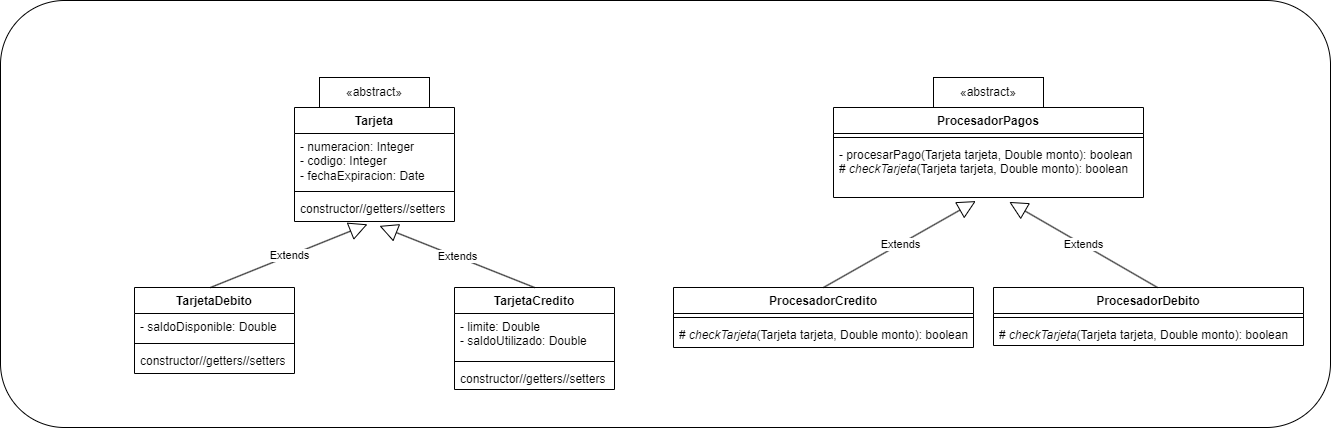 «abstract»
Tarjeta
- numeracion: Integer
- codigo: Integer
- fechaExpiracion: Date
constructor//getters//setters
Extends
Extends
TarjetaDebito
- saldoDisponible: Double
constructor//getters//setters
TarjetaCredito
- limite: Double
- saldoUtilizado: Double
constructor//getters//setters
«abstract»
ProcesadorPagos
- procesarPago(Tarjeta tarjeta, Double monto): boolean
# checkTarjeta(Tarjeta tarjeta, Double monto): boolean
Extends
Extends
ProcesadorCredito
# checkTarjeta(Tarjeta tarjeta, Double monto): boolean
ProcesadorDebito
# checkTarjeta(Tarjeta tarjeta, Double monto): boolean